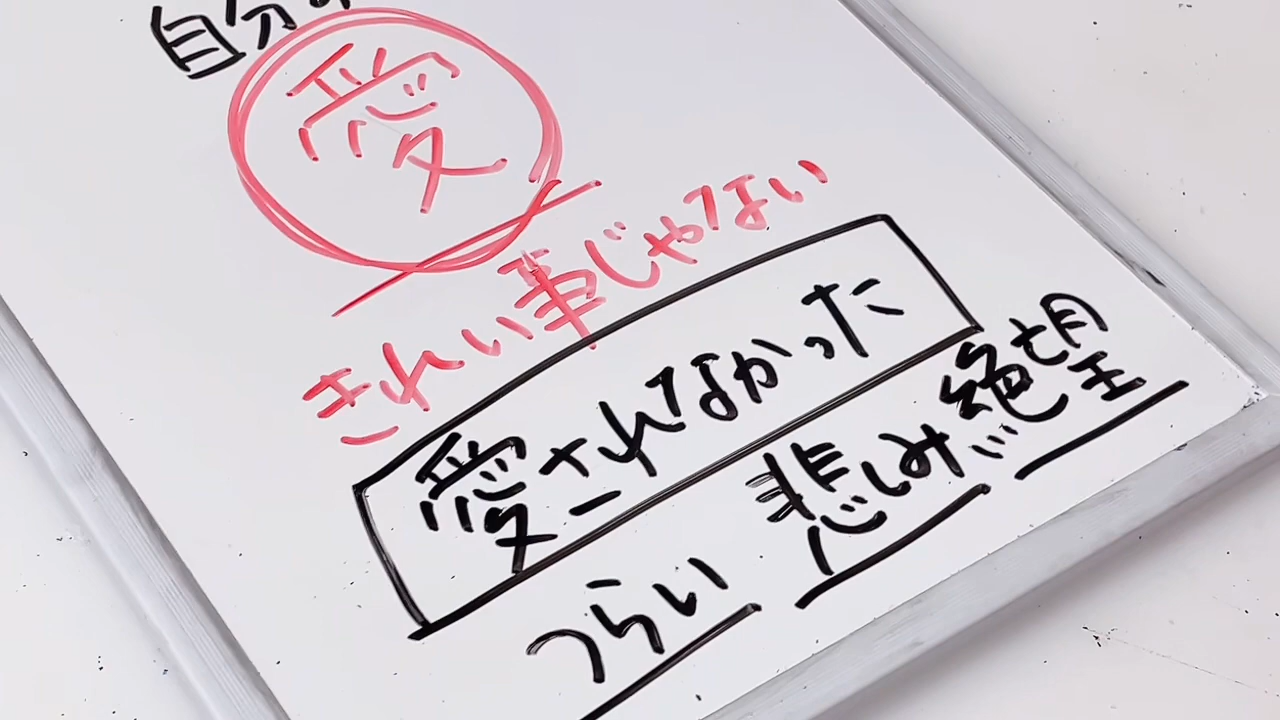 自分の
愛
きれい事じゃない
愛されなかった
つらい 悲しみ 絶望